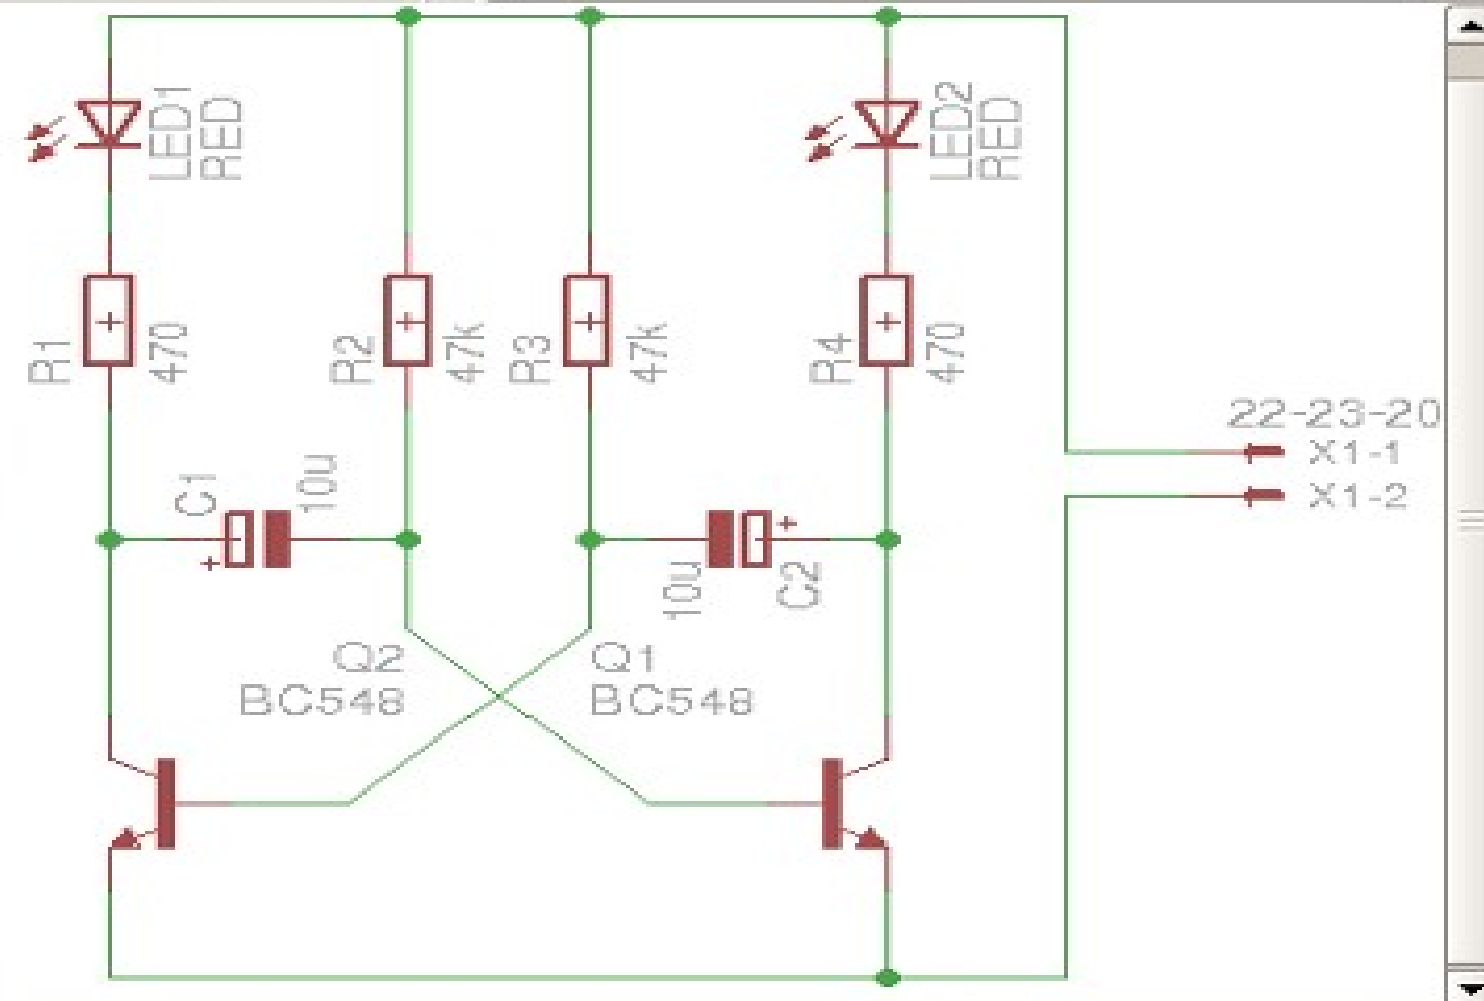 LED1
RED
LED2
RED
R1
470
R2
47k
R3
47k
R4
470
22-23-20
X1-1
X1-2
C1
10u
+
+
10u
C2
Q2
BC548
Q1
BC548